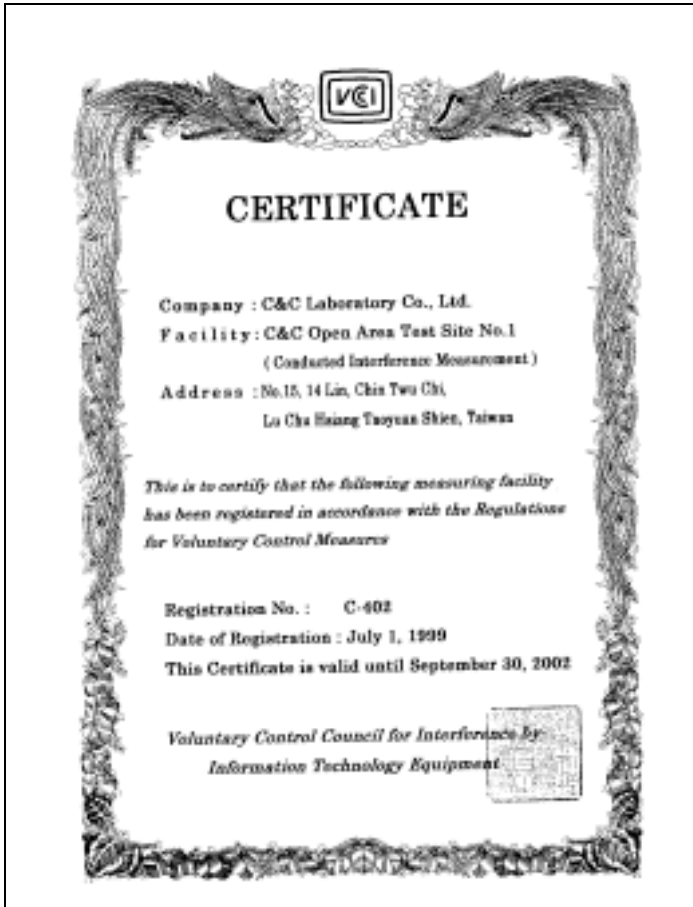 VCCI
CERTIFICATE
Company : C&C Laboratory Co., Ltd.
Facility : C&C Open Area Test Site No.1
( Conducted Interference Measurement )
Address : No.15, 14 Lin, Chin Twu Chi,
Lu Chu Hsiang Taoyuan Shien, Taiwan
This is to certify that the following measuring facility
has been registered in accordance with the Regulations
for Voluntary Control Measures
Registration No. : C-402
Date of Registration : July 1, 1999
This Certificate is valid until September 30, 2002
Voluntary Control Council for Interference by
Information Technology Equipment